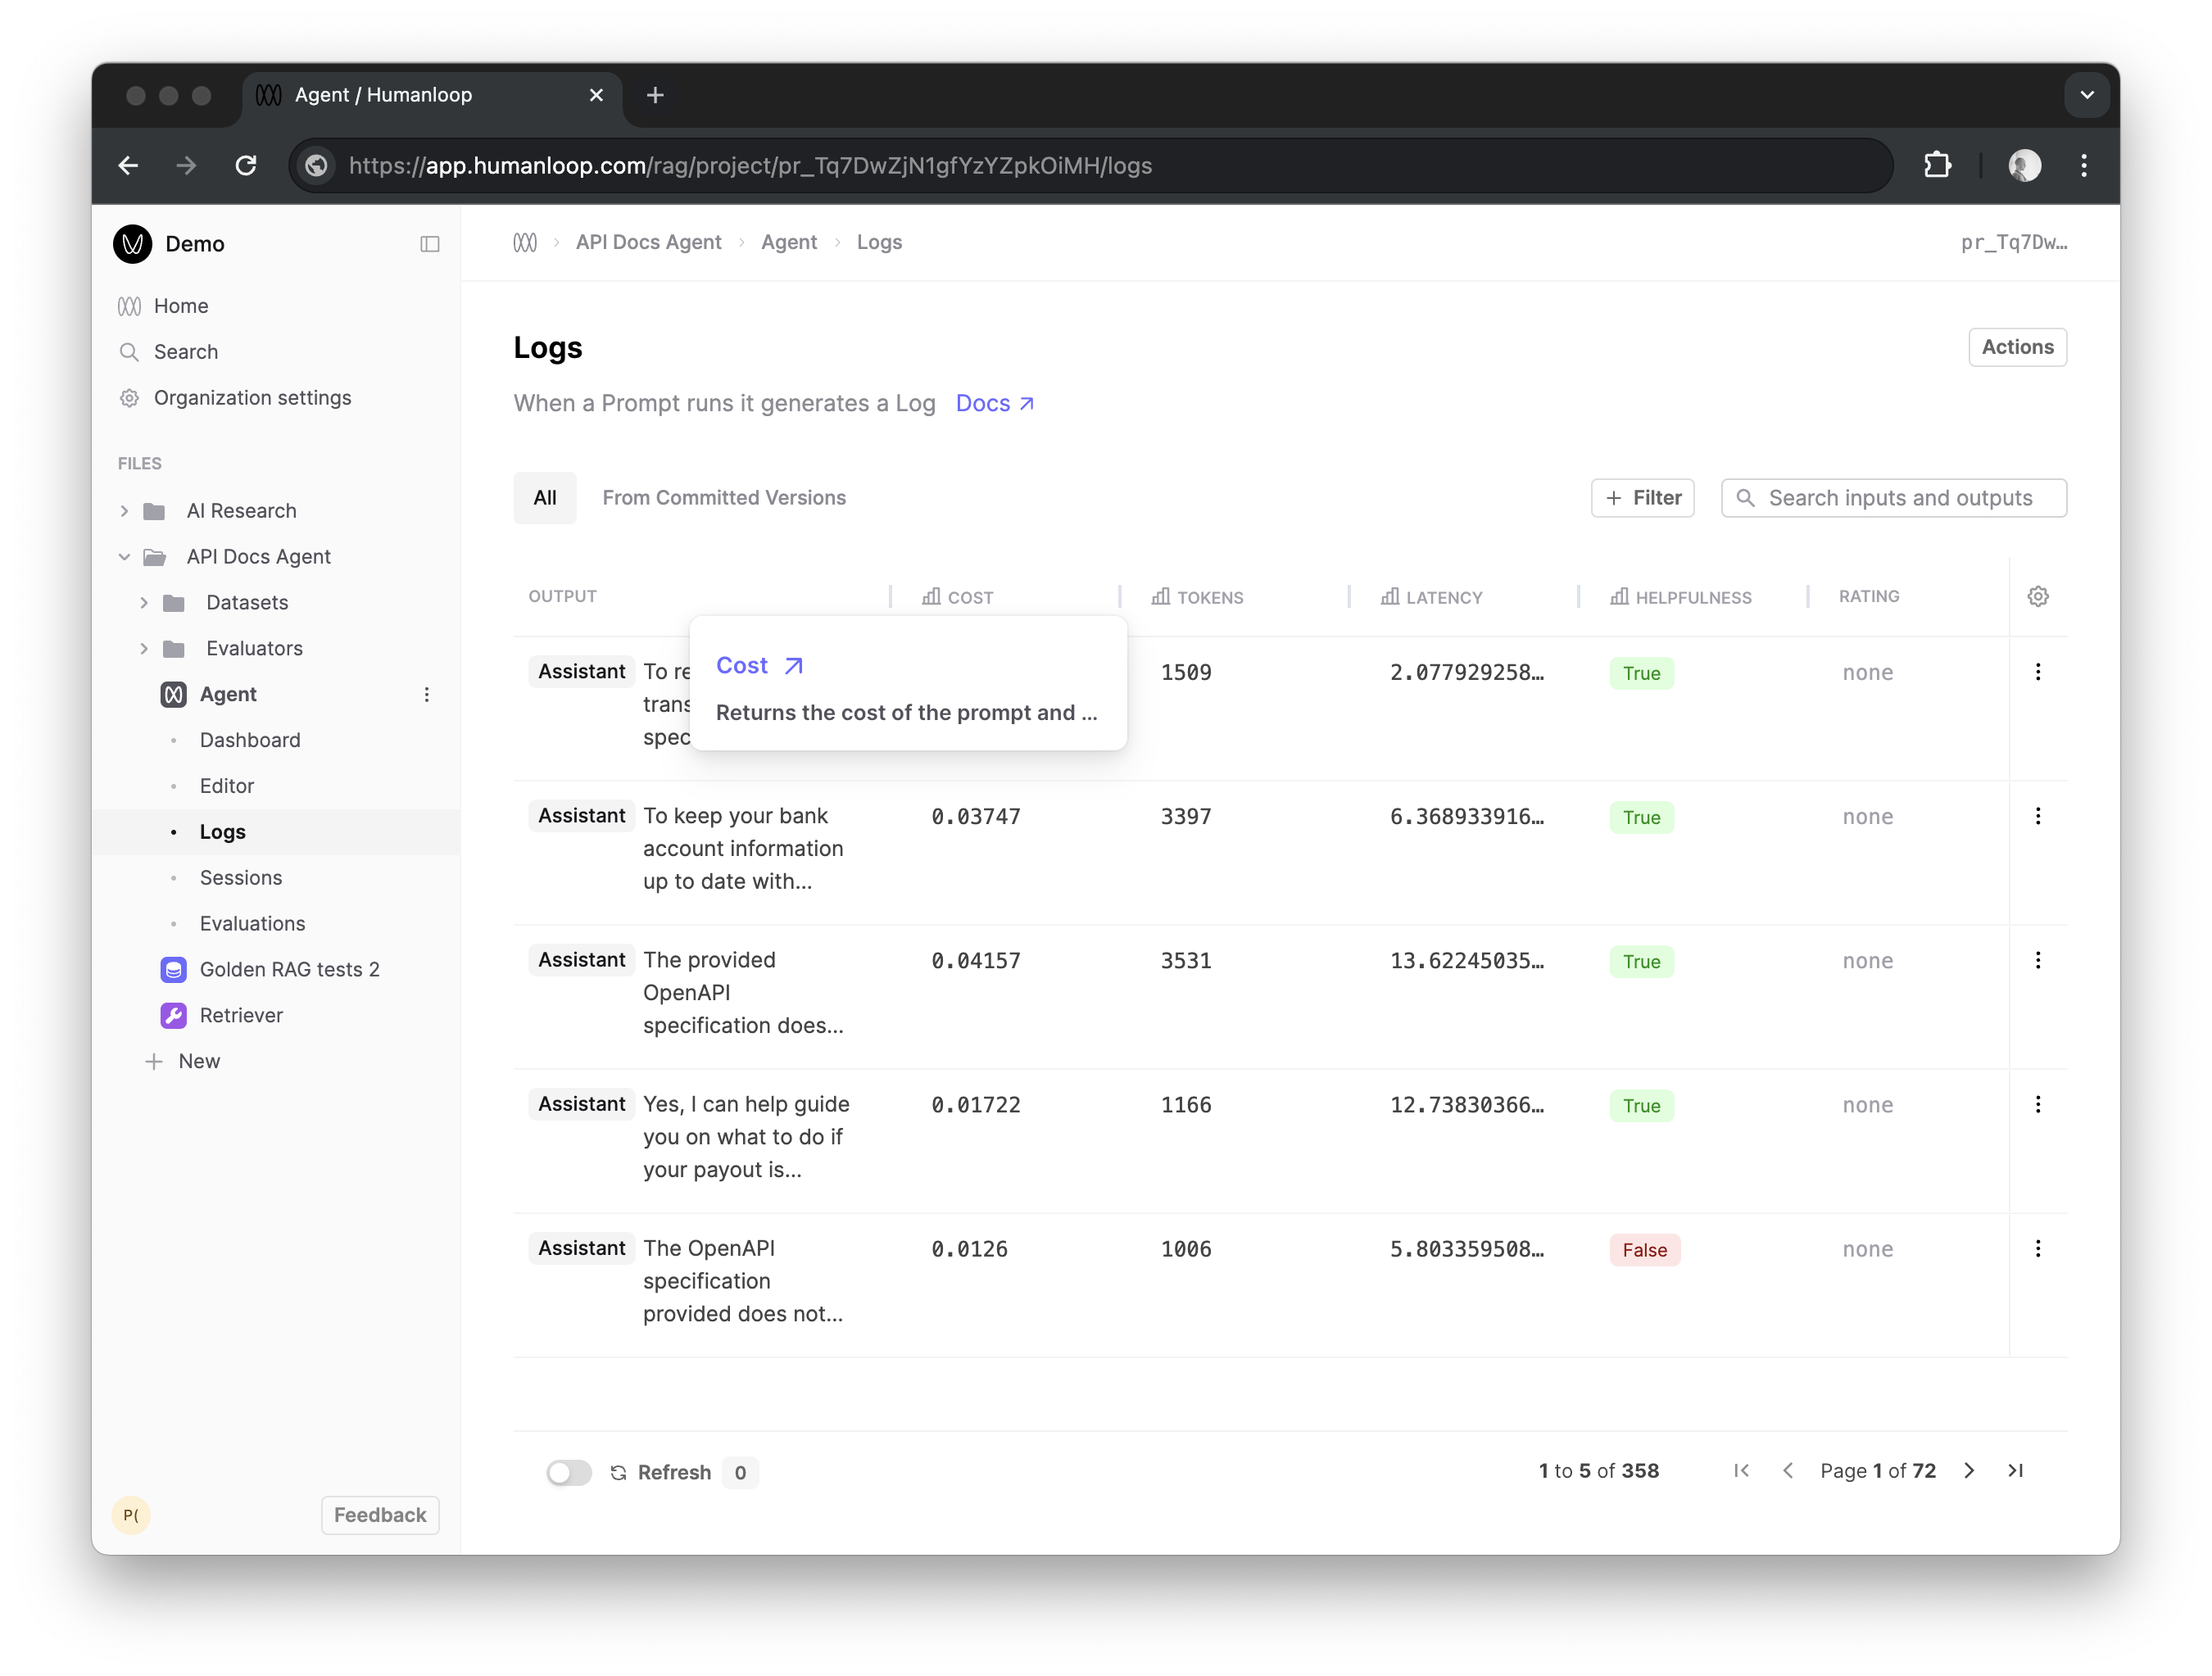 Agent / Humanloop
https://app.humanloop.com/rag/project/pr_Tq7DwZjN1gfYzYZpkOiMH/logs
Demo
Home
Search
Organization settings
FILES
AI Research
API Docs Agent
Datasets
Evaluators
Agent
Dashboard
Editor
Logs
Sessions
Evaluations
Golden RAG tests 2
Retriever
New
P(
Feedback
API Docs Agent
Agent
Logs
pr_Tq7Dw…
Logs
Actions
When a Prompt runs it generates a Log Docs
All
From Committed Versions
Filter
Search inputs and outputs
OUTPUT
COST
TOKENS
LATENCY
HELPFULNESS
RATING
Assistant
To re
trans
spec
Cost
Returns the cost of the prompt and ...
1509
2.077929258…
True
none
Assistant
To keep your bank
account information
up to date with...
0.03747
3397
6.368933916…
True
none
Assistant
The provided
OpenAPI
specification does...
0.04157
3531
13.62245035…
True
none
Assistant
Yes, I can help guide
you on what to do if
your payout is...
0.01722
1166
12.73830366…
True
none
Assistant
The OpenAPI
specification
provided does not...
0.0126
1006
5.803359508…
False
none
Refresh 0
1 to 5 of 358
Page 1 of 72